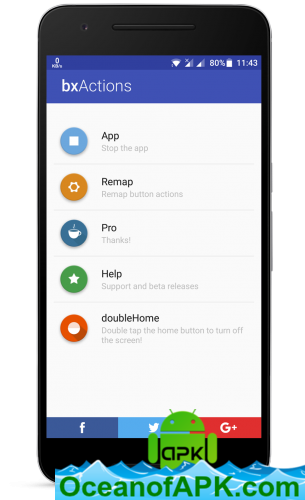 0
KB/s
80%
11:43
bxActions
App
Stop the app
Remap
Remap button actions
Pro
Thanks!
Help
Support and beta releases
doubleHome
Double tap the home button to turn off
the screen!
f
G+
apk
OceanofAPK.com